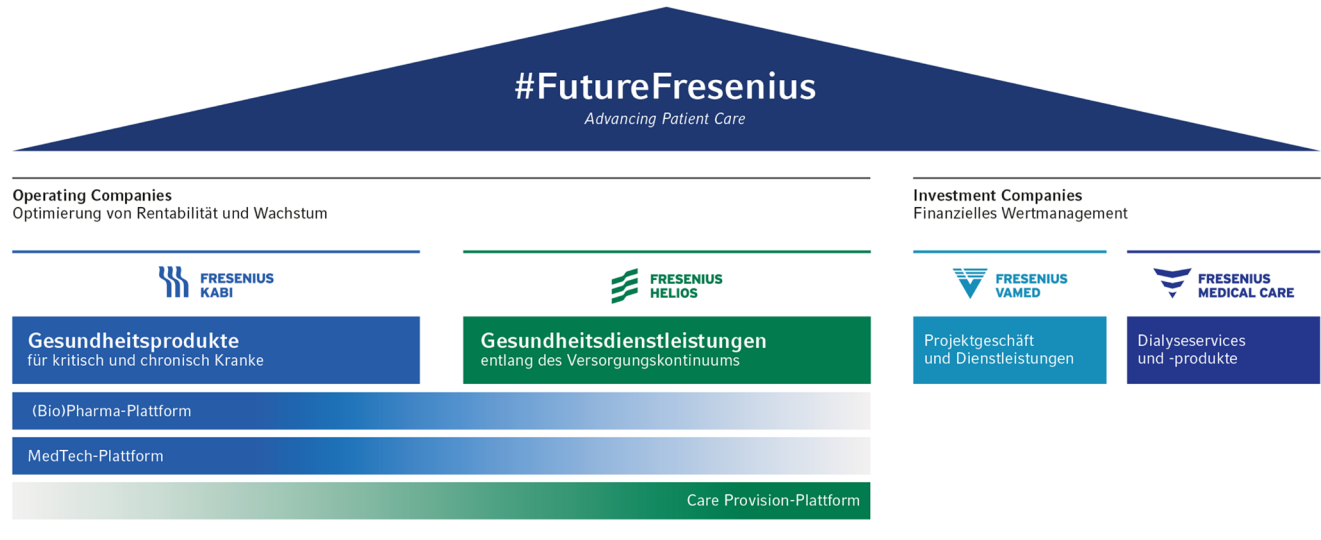 #FutureFresenius
Advancing Patient Care
Operating Companies
Optimierung von Rentabilität und Wachstum
Investment Companies
Finanzielles Wertmanagement
FRESENIUS
KABI
FRESENIUS
HELIOS
FRESENIUS
VAMED
FRESENIUS
MEDICAL CARE
Gesundheitsprodukte
für kritisch und chronisch Kranke
Gesundheitsdienstleistungen
entlang des Versorgungskontinuums
Projektgeschäft
und Dienstleistungen
Dialyseservices
und -produkte
(Bio)Pharma-Plattform
MedTech-Plattform
Care Provision-Plattform